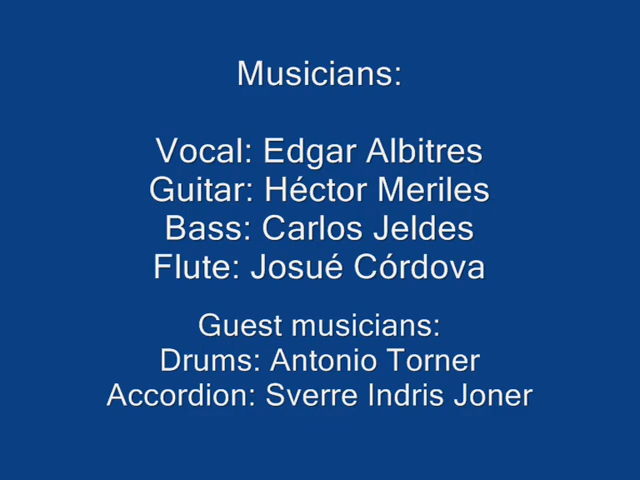 Musicians:
Vocal: Edgar Albitres
Guitar: Héctor Meriles
Bass: Carlos Jeldes
Flute: Josué Córdova
Guest musicians:
Drums: Antonio Torner
Accordion: Sverre Indris Joner